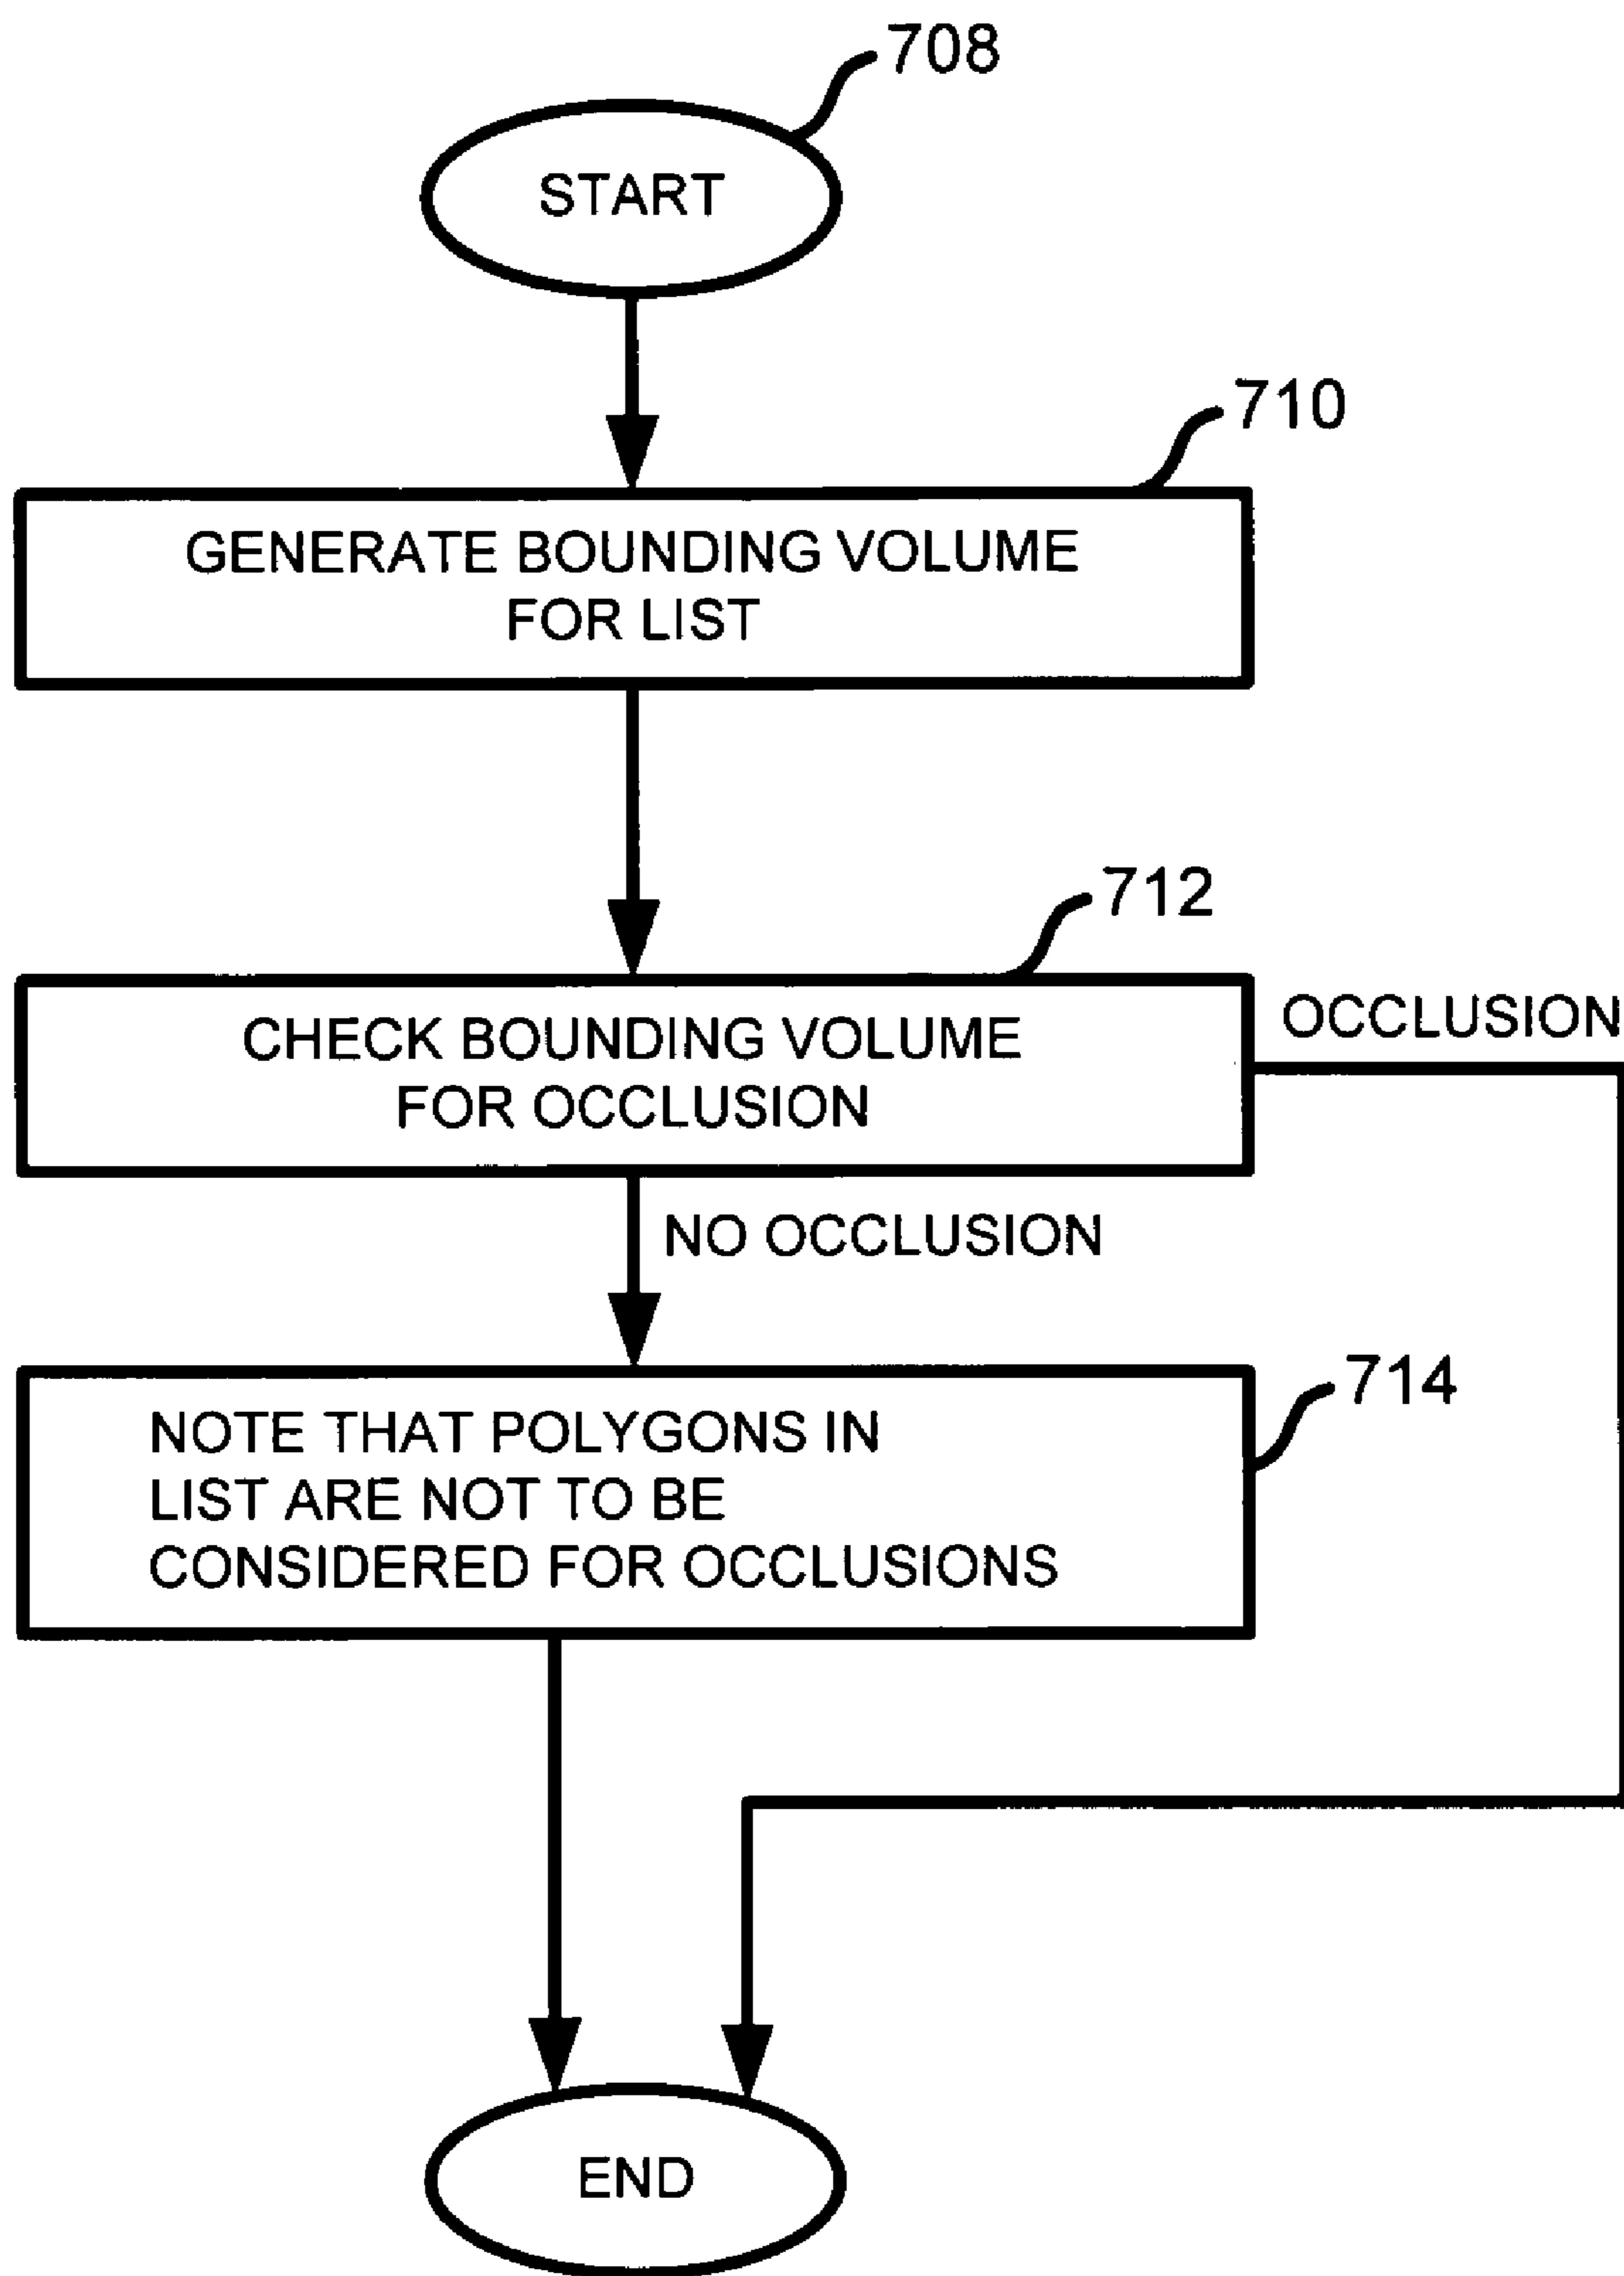 708
START
710
GENERATE BOUNDING VOLUME
FOR LIST
712
CHECK BOUNDING VOLUME
FOR OCCLUSION
OCCLUSION
NO OCCLUSION
714
NOTE THAT POLYGONS IN
LIST ARE NOT TO BE
CONSIDERED FOR OCCLUSIONS
END